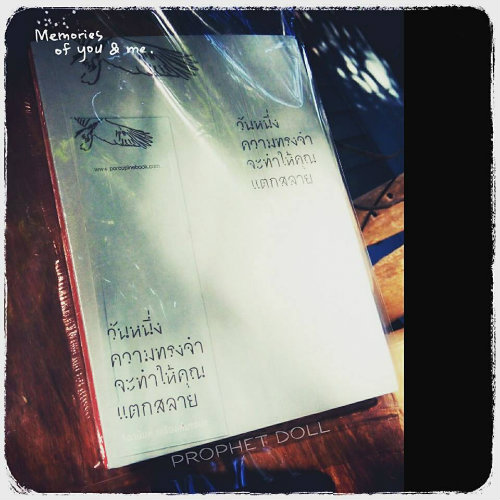 Memories
of you & me.
www.porcupinebook.com
วันหนึ่ง
ความทรงจำ
จะทำให้คุณ
แตกสลาย
วันหนึ่ง
ความทรงจำ
จะทำให้คุณ
แตกสลาย
PROPHET DOLL